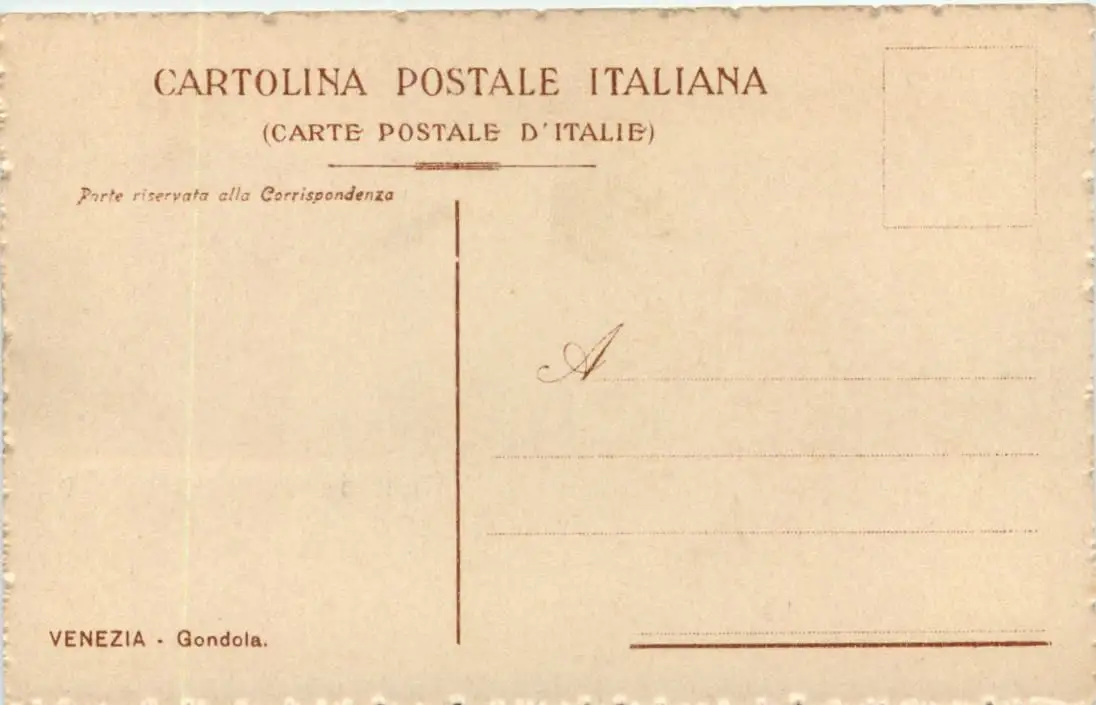 CARTOLINA POSTALE ITALIANA
(CARTE POSTALE D'ITALIE)
Parte riservata alla Corrispondenza
A
VENEZIA - Gondola.